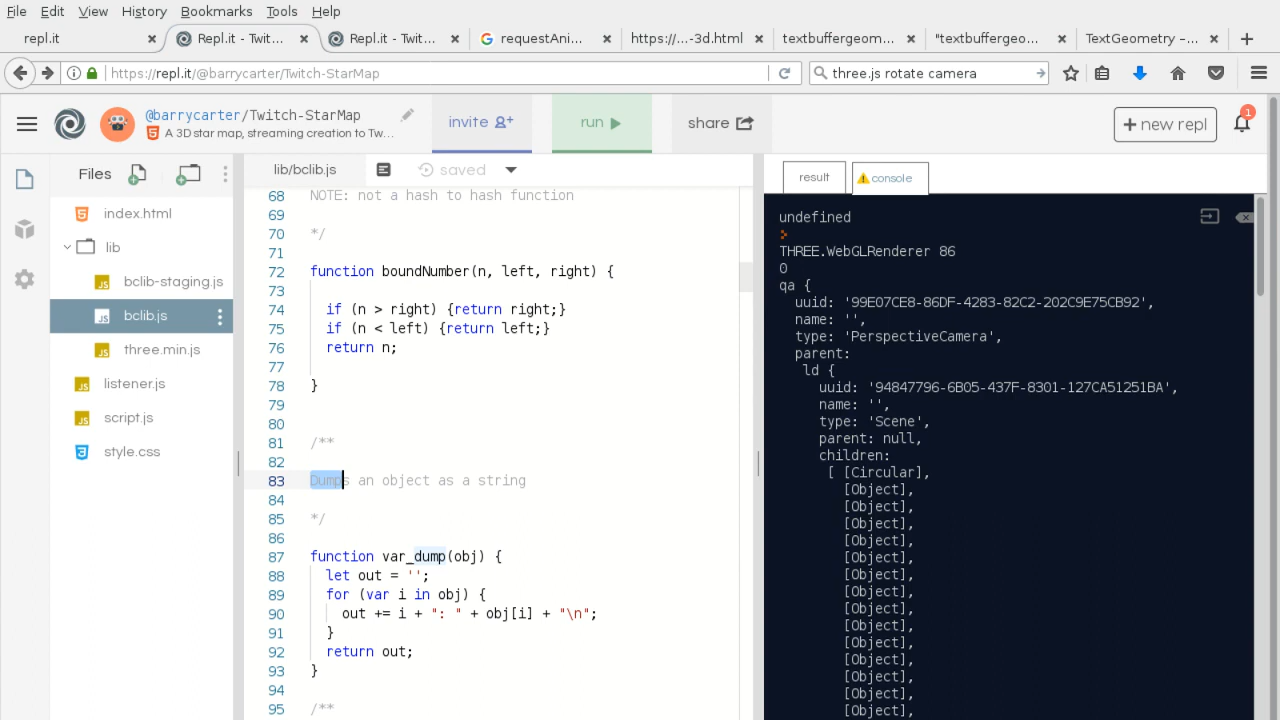 File Edit View History Bookmarks Tools Help
repl.it × Repl.it - Twit... × Repl.it - Twit... × requestAni... × https:/...-3d.html × textbuffergeom... × "textbuffergeo... × TextGeometry -... × +
https://repl.it/@barrycarter/Twitch-StarMap
three.js rotate camera
@barrycarter/Twitch-StarMap
A 3D star map, streaming creation to Tw...
invite
run
share
+ new repl
1
Files
index.html
lib
bclib-staging.js
bclib.js
three.min.js
listener.js
script.js
style.css
lib/bclib.js
saved
68 NOTE: not a hash to hash function
69
70 */
71
72 function boundNumber(n, left, right) {
73
74 if (n > right) {return right;}
75 if (n < left) {return left;}
76 return n;
77
78 }
79
80
81 /**
82
83 Dumps an object as a string
84
85 */
86
87 function var_dump(obj) {
88 let out = '';
89 for (var i in obj) {
90 out += i + ": " + obj[i] + "\n";
91 }
92 return out;
93 }
94
95 /**
result
console
undefined
THREE.WebGLRenderer 86
0
qa {
uuid: '99E07CE8-86DF-4283-82C2-202C9E75CB92',
name: '',
type: 'PerspectiveCamera',
parent:
ld {
uuid: '94847796-6B05-437F-8301-127CA51251BA',
name: '',
type: 'Scene',
parent: null,
children:
[ [Circular],
[Object],
[Object],
[Object],
[Object],
[Object],
[Object],
[Object],
[Object],
[Object],
[Object],
[Object],
[Object],
[Object],
[Object],